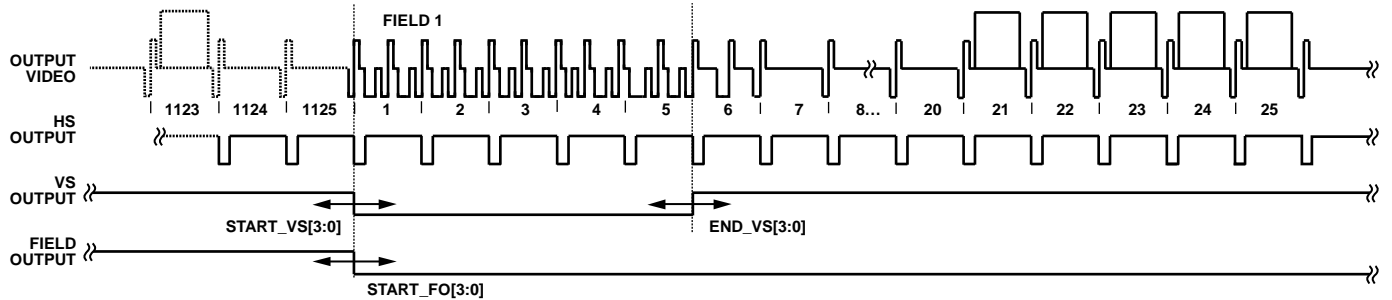 FIELD 1
OUTPUT
VIDEO
1123 1124 1125 1 2 3 4 5 6 7 8... 20 21 22 23 24 25
HS
OUTPUT
VS
OUTPUT
START_VS[3:0] END_VS[3:0]
FIELD
OUTPUT
START_FO[3:0]